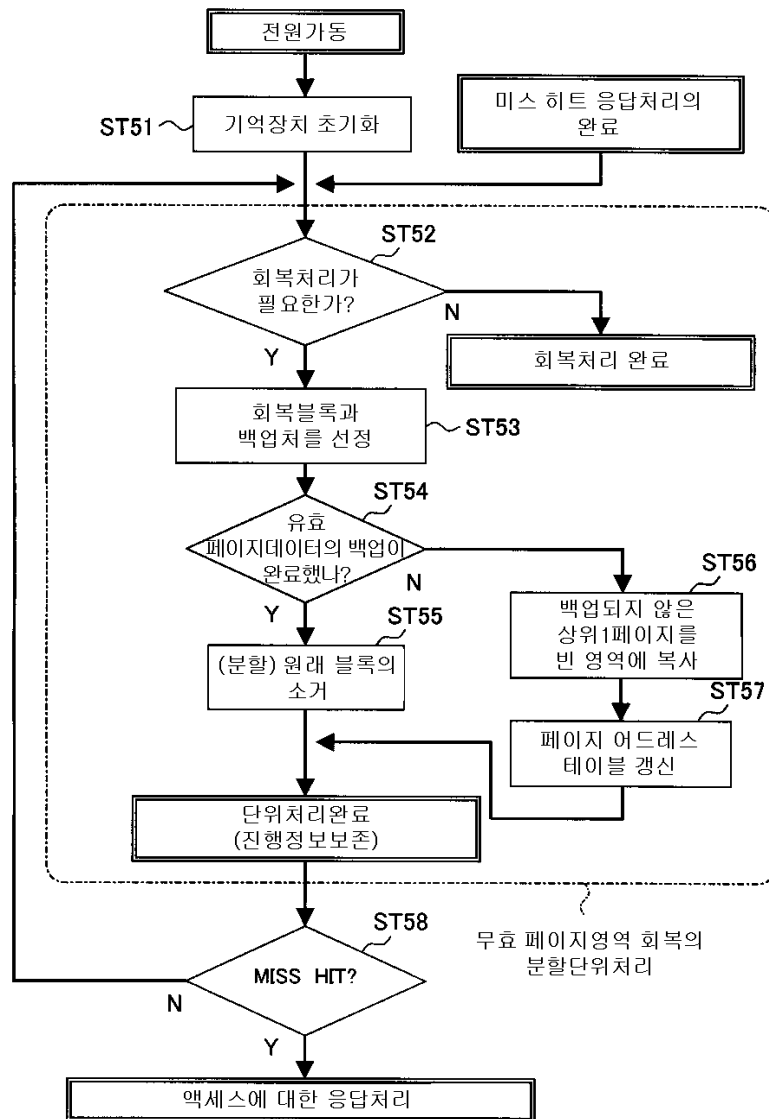 전원가동
ST51
기억장치 초기화
미스 히트 응답처리의
완료
ST52
회복처리가
필요한가?
N
Y
회복처리 완료
회복블록과
백업처를 선정
ST53
ST54
유효
페이지데이터의 백업이
완료했나?
N
Y
ST55
(분할) 원래 블록의
소거
ST56
백업되지 않은
상위1페이지를
빈 영역에 복사
ST57
페이지 어드레스
테이블 갱신
단위처리완료
(진행정보보존)
무효 페이지영역 회복의
분할단위처리
ST58
MISS HIT?
N
Y
액세스에 대한 응답처리